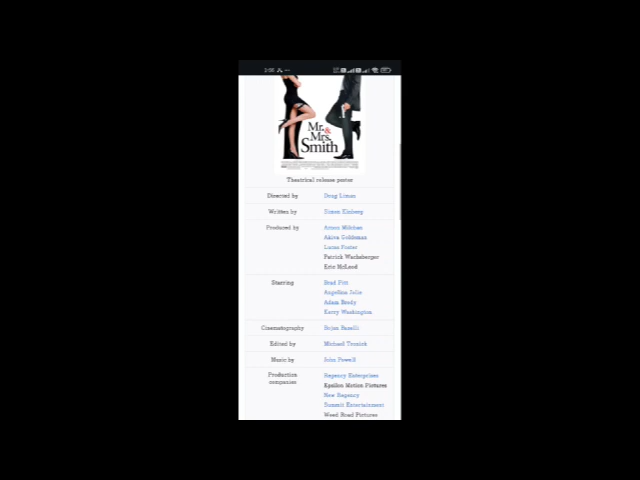 2:05
Mr.
&
Mrs.
Smith
Theatrical release poster
Directed by Doug Liman
Written by Simon Kinberg
Produced by Arnon Milchan
Akiva Goldsman
Lucas Foster
Patrick Wachsberger
Eric McLeod
Starring Brad Pitt
Angelina Jolie
Adam Brody
Kerry Washington
Cinematography Bojan Bazelli
Edited by Michael Tronick
Music by John Powell
Production Regency Enterprises
companies Epsilon Motion Pictures
New Regency
Summit Entertainment
Weed Road Pictures